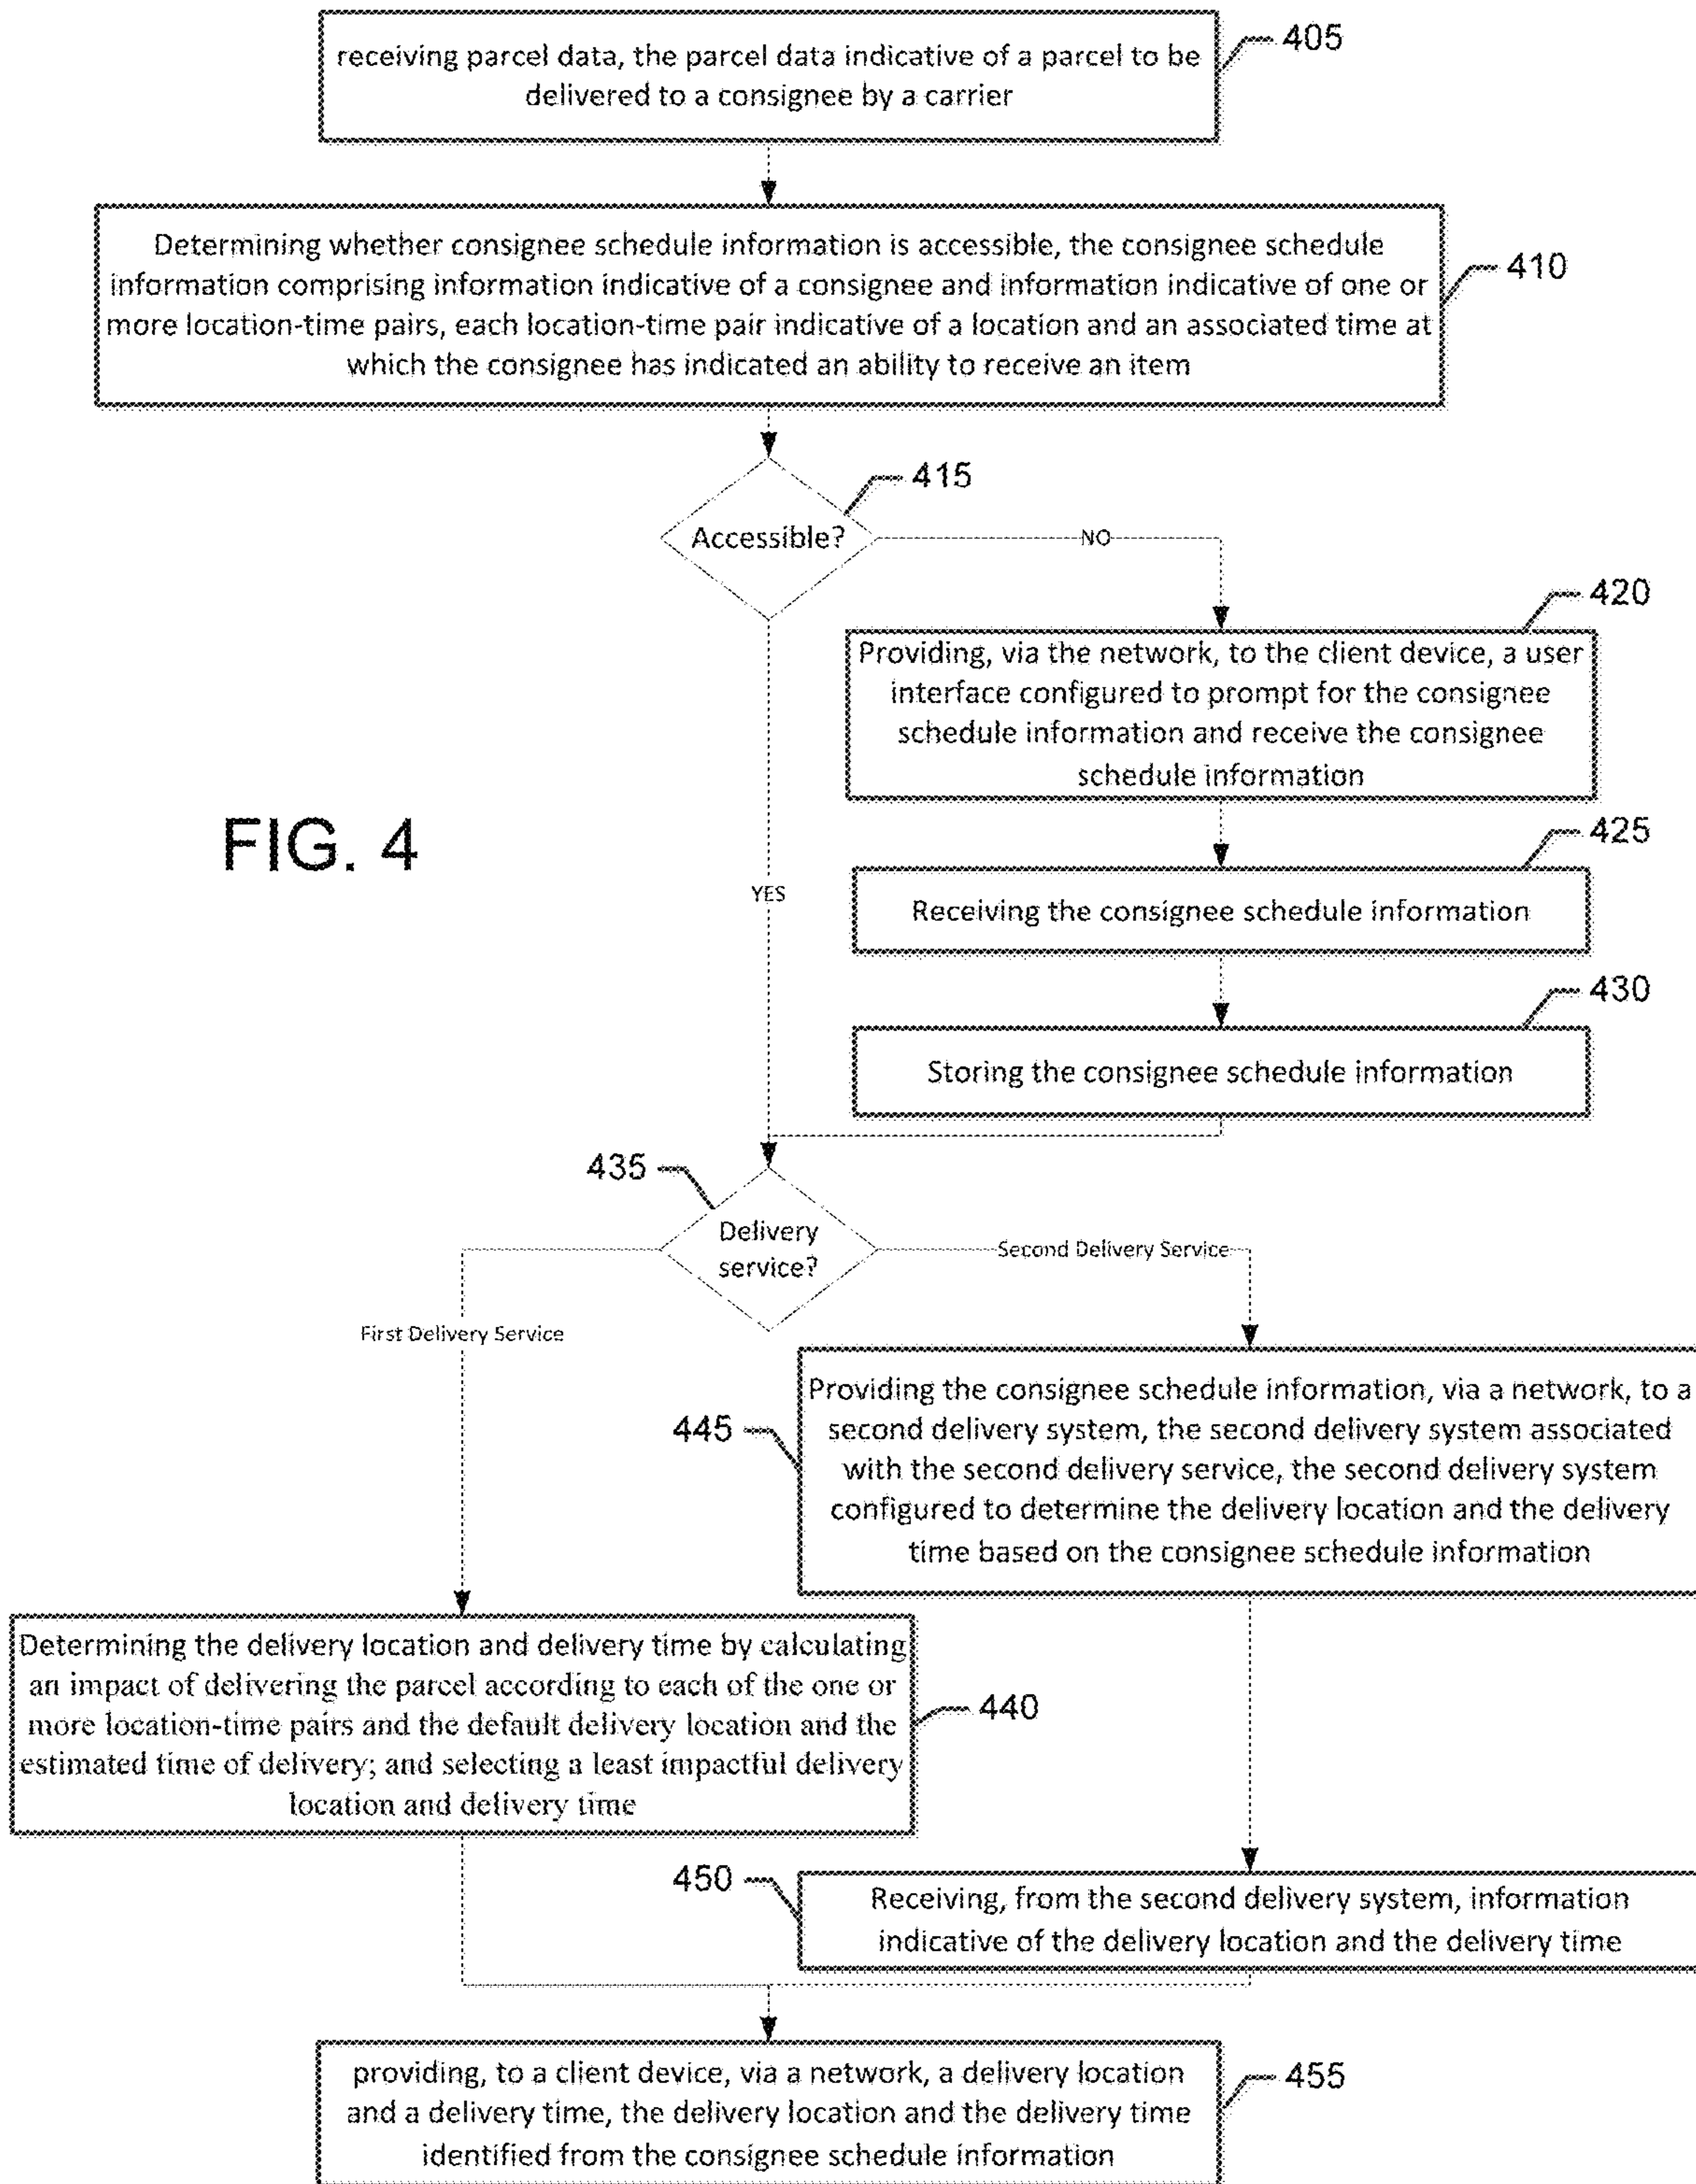 receiving parcel data, the parcel data indicative of a parcel to be
delivered to a consignee by a carrier
405
Determining whether consignee schedule information is accessible, the consignee schedule
information comprising information indicative of a consignee and information indicative of one or
more location-time pairs, each location-time pair indicative of a location and an associated time at
which the consignee has indicated an ability to receive an item
410
415
Accessible?
NO
420
Providing, via the network, to the client device, a user
interface configured to prompt for the consignee
schedule information and receive the consignee
schedule information
FIG. 4
425
YES
Receiving the consignee schedule information
430
Storing the consignee schedule information
435
Delivery
service?
Second Delivery Service
First Delivery Service
445
Providing the consignee schedule information, via a network, to a
second delivery system, the second delivery system associated
with the second delivery service, the second delivery system
configured to determine the delivery location and the delivery
time based on the consignee schedule information
Determining the delivery location and delivery time by calculating
an impact of delivering the parcel according to each of the one or
more location-time pairs and the default delivery location and the
estimated time of delivery; and selecting a least impactful delivery
location and delivery time
440
450
Receiving, from the second delivery system, information
indicative of the delivery location and the delivery time
providing, to a client device, via a network, a delivery location
and a delivery time, the delivery location and the delivery time
identified from the consignee schedule information
455